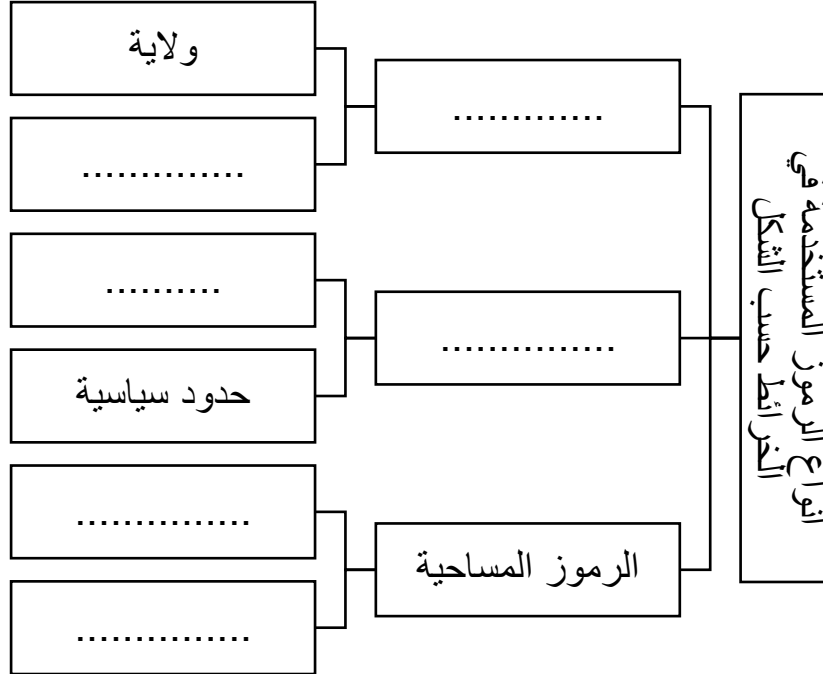 أنواع الرموز المستخدمة في
الخرائط حسب الشكل
.............
ولاية
..............
...............
..........
حدود سياسية
الرموز المساحية
...............
...............